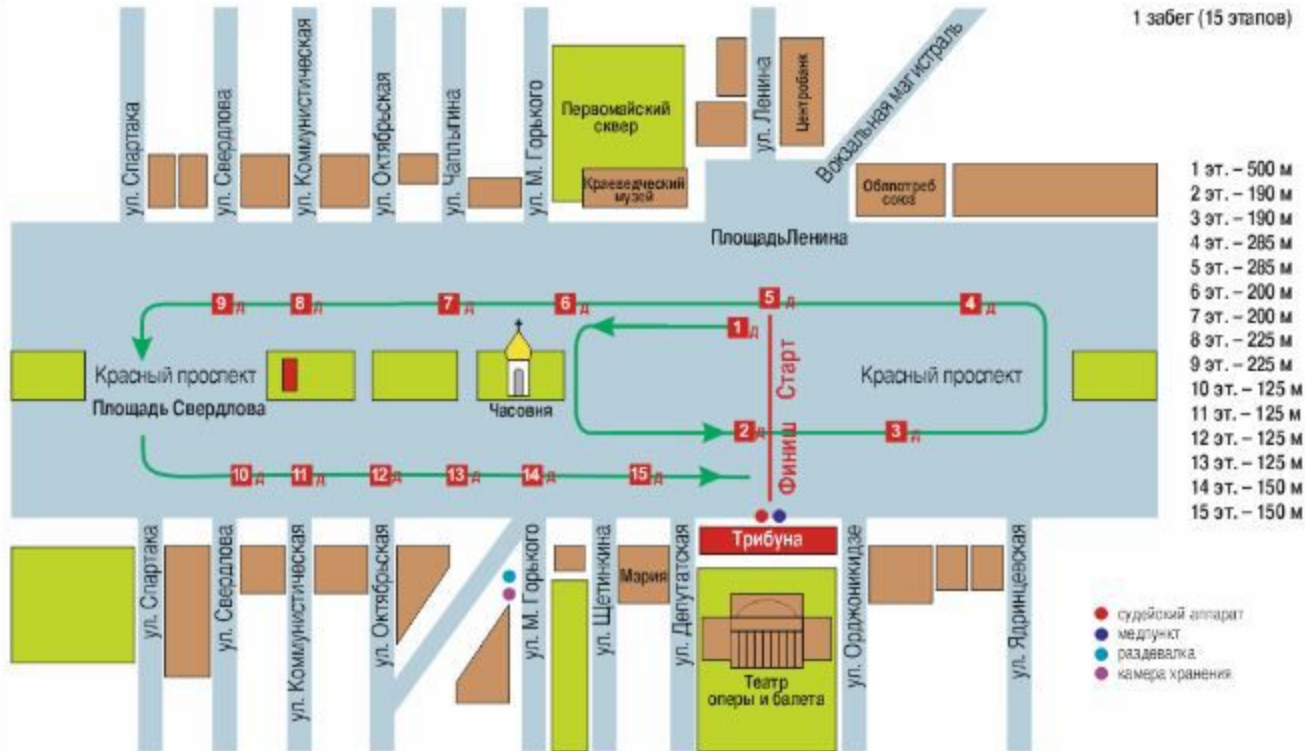 1 забег (15 этапов)
ул. Спартака
ул. Свердлова
ул. Коммунистическая
ул. Октябрьская
ул. Чаплыгина
ул. М. Горького
Первомайский
сквер
Краеведческий
музей
ул. Ленина
Центробанк
Вокзальная магистраль
Облпотреб
союз
Площадь Ленина
1 эт. – 500 м
2 эт. – 190 м
3 эт. – 190 м
4 эт. – 285 м
5 эт. – 285 м
6 эт. – 200 м
7 эт. – 200 м
8 эт. – 225 м
9 эт. – 225 м
10 эт. – 125 м
11 эт. – 125 м
12 эт. – 125 м
13 эт. – 125 м
14 эт. – 150 м
15 эт. – 150 м
9 д
8 д
7 д
6 д
5 д
4 д
1 д
Красный проспект
Площадь Свердлова
Часовня
Старт
Финиш
Красный проспект
2 д
3 д
10 д
11 д
12 д
13 д
14 д
15 д
Трибуна
ул. Спартака
ул. Свердлова
ул. Коммунистическая
ул. Октябрьская
ул. М. Горького
ул. Щетинкина
Мэрия
ул. Депутатская
Театр
оперы и балета
ул. Орджоникидзе
ул. Ядринцевская
судейский аппарат
медпункт
раздевалка
камера хранения